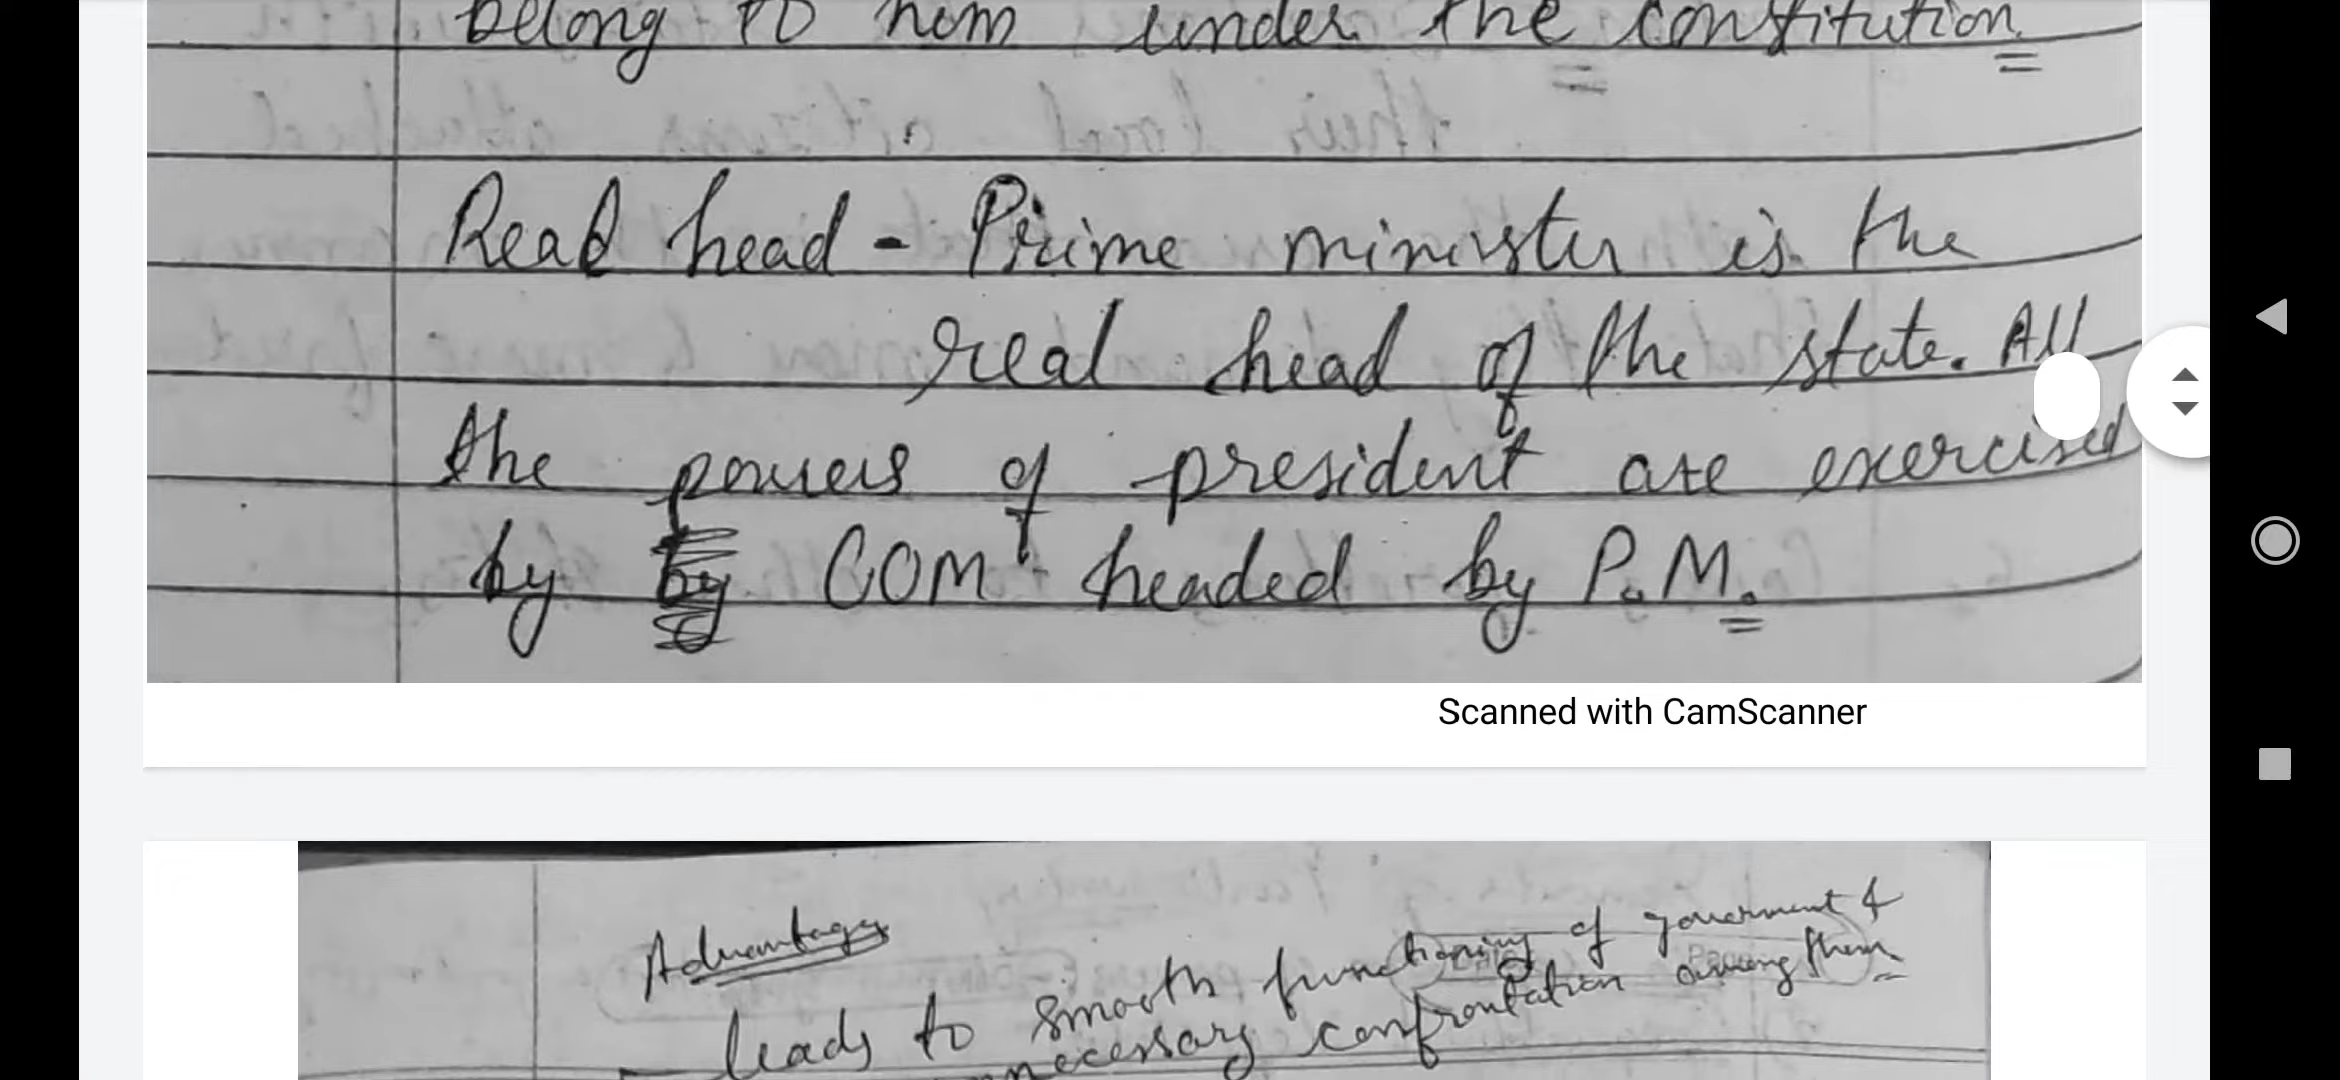 belong to him under the constitution
Real head - Prime minister is the
real head of the state. All
the powers of president are exercised
by by COM headed by P.M.
Scanned with CamScanner
Advantages
leads to smooth functioning of government &
necessary confrontation among them